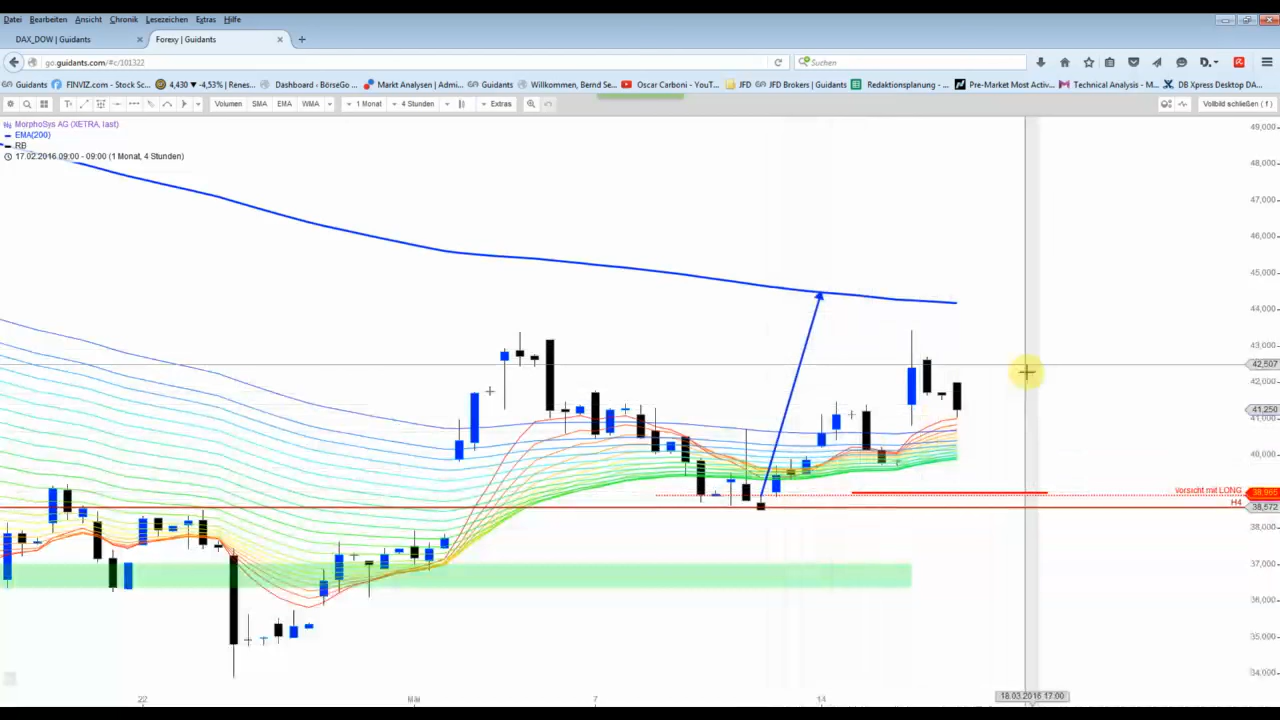 Datei Bearbeiten Ansicht Chronik Lesezeichen Extras Hilfe
DAX_DOW | Guidants × Forexy | Guidants × +
go.guidants.com/#c/101322 Suchen
Guidants FINVIZ.com - Stock Sc... 4,430 ▾ -4,53% | Renes... Dashboard ‹ BörseGo ... Markt Analysen | Admi... Guidants Willkommen, Bernd Se... Oscar Carboni - YouT... JFD JFD Brokers | Guidants Redaktionsplanung - ... Pre-Market Most Activ... Technical Analysis - M... DB Xpress Desktop DA...
Volumen SMA EMA WMA 1 Monat 4 Stunden Extras Vollbild schließen ( f )
MorphoSys AG (XETRA, last)
EMA(200)
RB
17.02.2016 09:00 - 09:00 (1 Monat, 4 Stunden)
49,000
48,000
47,000
46,000
45,000
44,000
43,000
42,507
42,000
41,250
41,000
40,000
Vorsicht mit LONG 38,965
H4 38,572
38,000
37,000
36,000
35,000
34,000
22 7 14 18.03.2016 17:00